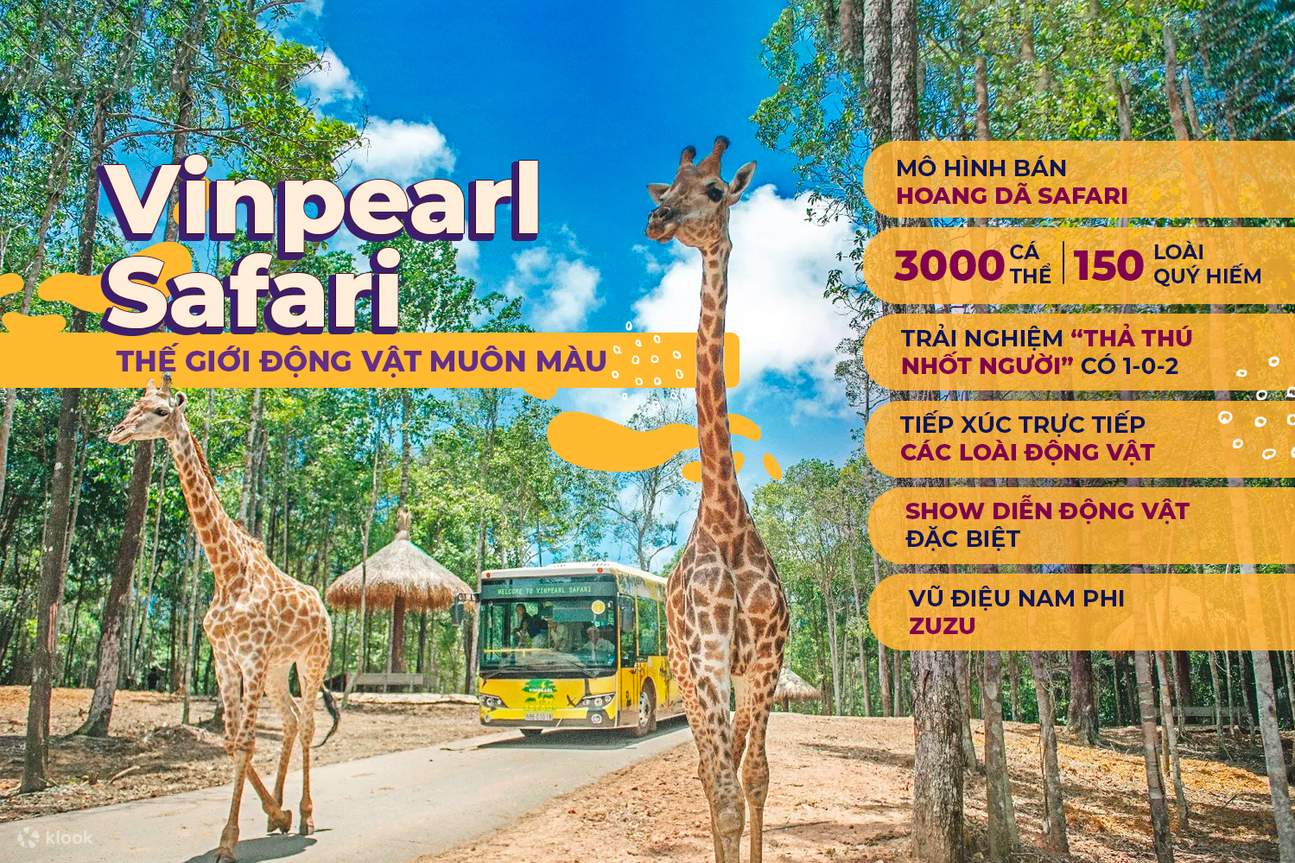 Vinpearl
Safari
THẾ GIỚI ĐỘNG VẬT MUÔN MÀU
MÔ HÌNH BÁN
HOANG DÃ SAFARI
3000 CÁ THỂ | 150 LOÀI QUÝ HIẾM
TRẢI NGHIỆM “THẢ THÚ
NHỐT NGƯỜI” CÓ 1-0-2
TIẾP XÚC TRỰC TIẾP
CÁC LOÀI ĐỘNG VẬT
SHOW DIỄN ĐỘNG VẬT
ĐẶC BIỆT
VŨ ĐIỆU NAM PHI
ZUZU
WELCOME TO VINPEARL SAFARI
VINPEARL
klook